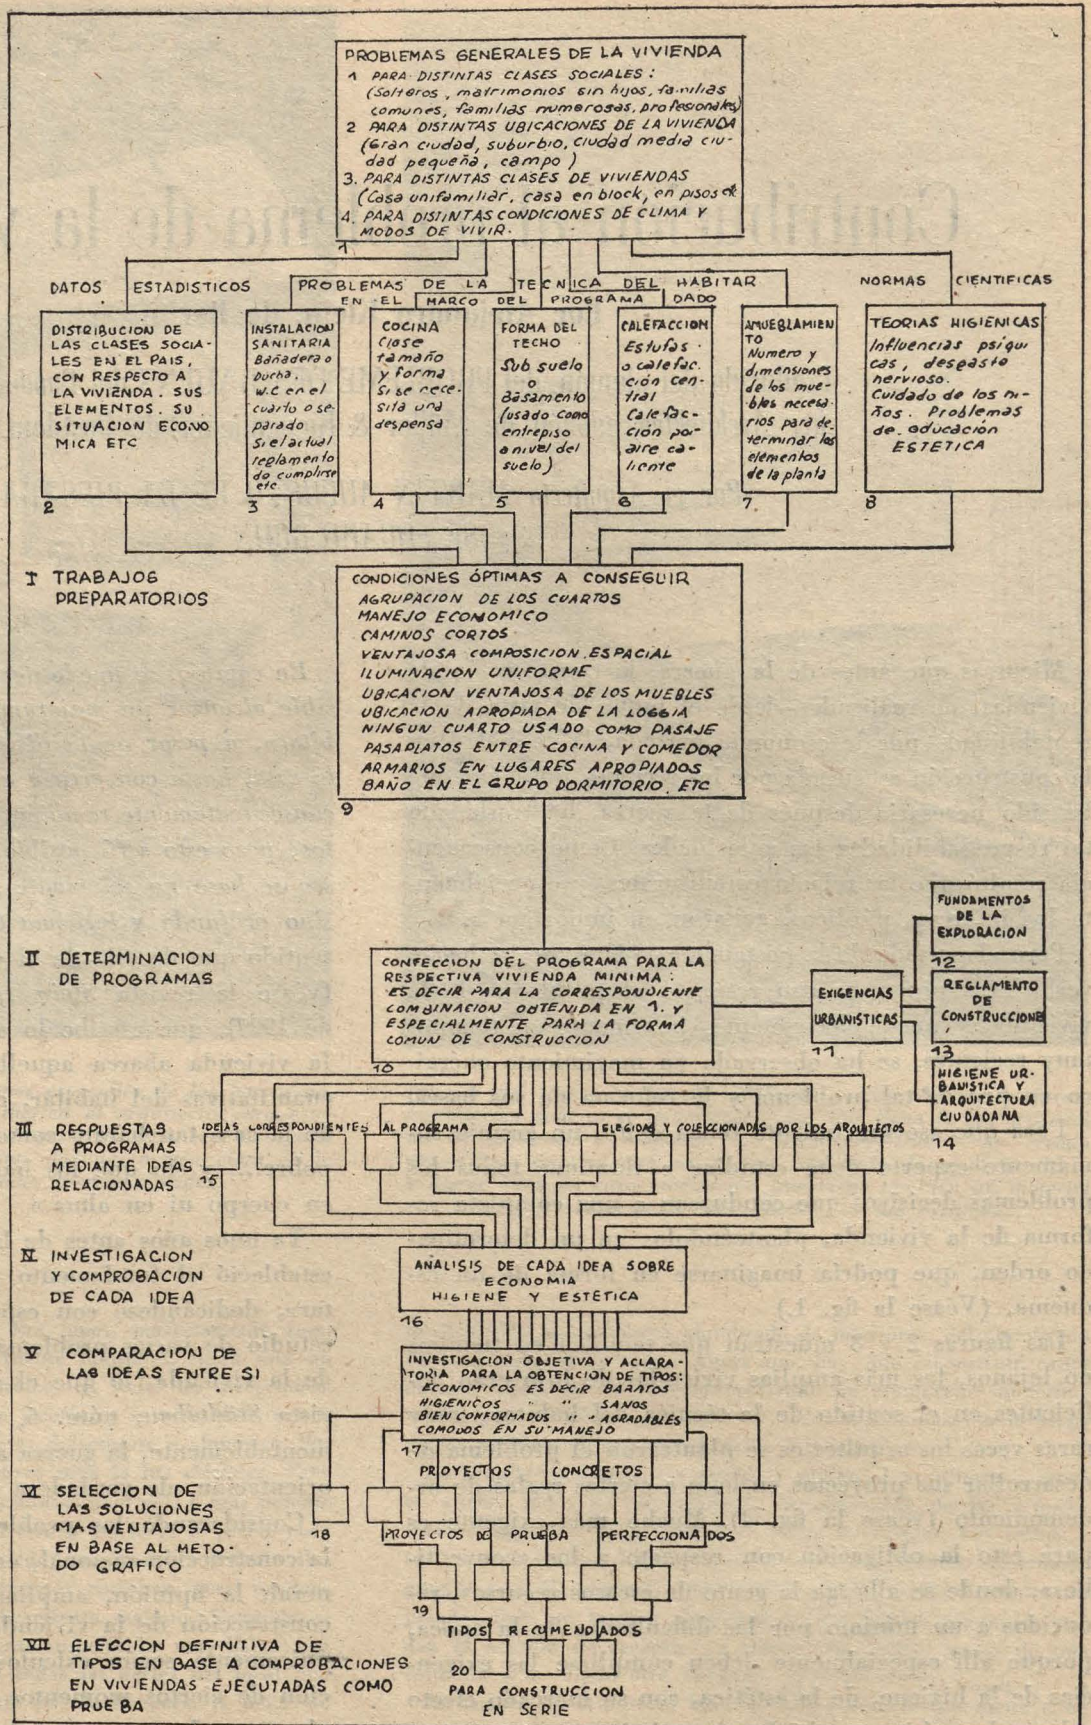 PROBLEMAS GENERALES DE LA VIVIENDA
1 PARA DISTINTAS CLASES SOCIALES :
(Solteros, matrimonios sin hijos, familias
comunes, familias numerosas, profesionales)
2 PARA DISTINTAS UBICACIONES DE LA VIVIENDA
(Gran ciudad, suburbio, ciudad media ciu-
dad pequeña, campo)
3. PARA DISTINTAS CLASES DE VIVIENDAS
(Casa unifamiliar, casa en block, en pisos etc
4. PARA DISTINTAS CONDICIONES DE CLIMA Y
MODOS DE VIVIR.
1
DATOS ESTADISTICOS
PROBLEMAS DE LA TECNICA DEL HABITAR
EN EL MARCO DEL PROGRAMA DADO
NORMAS CIENTIFICAS
DISTRIBUCION DE
LAS CLASES SOCIA-
LES EN EL PAIS,
CON RESPECTO A
LA VIVIENDA. SUS
ELEMENTOS. SU
SITUACION ECONO
MICA ETC
2
INSTALACION
SANITARIA
Bañadera o
Ducha.
W.C en el
cuarto o se-
parado
Si el actual
reglamento
do cumplirse
etc
3
COCINA
Clase
tamaño
y forma
Si se nece-
sita una
despensa
4
FORMA DEL
TECHO
Sub suelo
o
Basamento
(usado como
entrepiso
a nivel del
suelo)
5
CALEFACCION
Estufas
o calefac-
ción cen-
tral
Calefac-
ción por
aire ca-
liente
6
AMUEBLAMIEN
TO
Numero y
dimensiones
de los mue-
bles necesa-
rios para de-
terminar los
elementos
de la planta
7
TEORIAS HIGIÉNICAS
Influencias psiqui-
cas, despasto
nervioso.
Cuidado de los ni-
ños. Problemas
de educación
ESTETICA
8
I TRABAJOS
PREPARATORIOS
CONDICIONES ÓPTIMAS A CONSEGUIR
AGRUPACION DE LOS CUARTOS
MANEJO ECONOMICO
CAMINOS CORTOS
VENTAJOSA COMPOSICION ESPACIAL
ILUMINACION UNIFORME
UBICACION VENTAJOSA DE LOS MUEBLES
UBICACION APROPIADA DE LA LOGGIA
NINGUN CUARTO USADO COMO PASAJE
PASAPLATOS ENTRE COCINA Y COMEDOR
ARMARIOS EN LUGARES APROPIADOS
BAÑO EN EL GRUPO DORMITORIO, ETC
9
II DETERMINACION
DE PROGRAMAS
CONFECCION DEL PROGRAMA PARA LA
RESPECTIVA VIVIENDA MINIMA :
ES DECIR PARA LA CORRESPONDIENTE
COMBINACION OBTENIDA EN 1. Y
ESPECIALMENTE PARA LA FORMA
COMUN DE CONSTRUCCION
10
EXIGENCIAS
URBANISTICAS
11
FUNDAMENTOS
DE LA
EXPLORACION
12
REGLAMENTO
DE
CONSTRUCCIONE
13
HIGIENE UR-
BANISTICA Y
ARQUITECTURA
CIUDADANA
14
III RESPUESTAS
A PROGRAMAS
MEDIANTE IDEAS
RELACIONADAS
IDEAS CORRESPONDIENTES AL PROGRAMA ELEGIDAS Y COLECCIONADAS POR LOS ARQUITECTOS
15
IV INVESTIGACION
Y COMPROBACION
DE CADA IDEA
ANÁLISIS DE CADA IDEA SOBRE
ECONOMIA
HIGIENE Y ESTÉTICA
16
V COMPARACION DE
LAS IDEAS ENTRE SI
INVESTIGACION OBJETIVA Y ACLARA-
TORIA PARA LA OBTENCION DE TIPOS:
ECONOMICOS ES DECIR BARATOS
HIGIENICOS " " SANOS
BIEN CONFORMADOS " " AGRADABLES
COMODOS EN SU MANEJO
17
PROYECTOS CONCRETOS
VI SELECCION DE
LAS SOLUCIONES
MAS VENTAJOSAS
EN BASE AL METO-
DO GRAFICO
18
PROYECTOS DE PRUEBA PERFECCIONADOS
19
TIPOS RECOMENDADOS
VII ELECCION DEFINITIVA DE
TIPOS EN BASE A COMPROBACIONES
EN VIVIENDAS EJECUTADAS COMO
PRUEBA
20
PARA CONSTRUCCION
EN SERIE